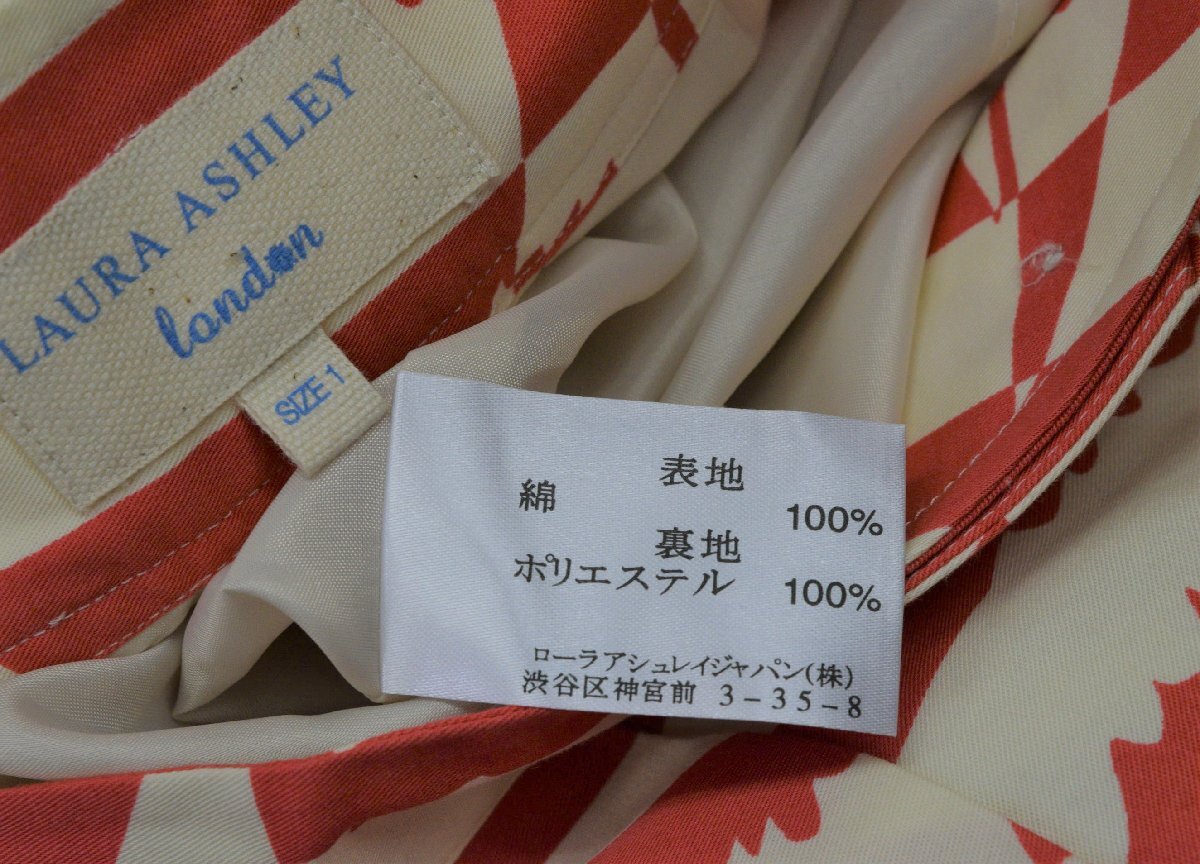 LAURA ASHLEY
london
SIZE 1
表地
綿 100%
裏地
ポリエステル 100%
ローラアシュレイジャパン(株)
渋谷区神宮前 3-35-8